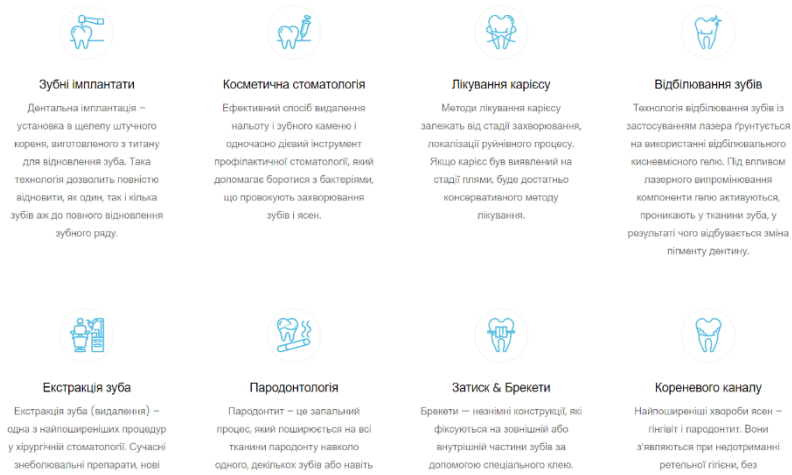 Зубні імплантати
Дентальна імплантація –
установка в щелепу штучного
кореня, виготовленого з титану
для відновлення зуба. Така
технологія дозволить повністю
відновити, як один, так і кілька
зубів аж до повного відновлення
зубного ряду.
Косметична стоматологія
Ефективний спосіб видалення
нальоту і зубного каменю і
одночасно дієвий інструмент
профілактичної стоматології, який
допомагає боротися з бактеріями,
що провокують захворювання
зубів і ясен.
Лікування карієсу
Методи лікування карієсу
залежать від стадії захворювання,
локалізації руйнівного процесу.
Якщо карієс був виявлений на
стадії плями, буде достатньо
консервативного методу
лікування.
Відбілювання зубів
Технологія відбілювання зубів із
застосуванням лазера ґрунтується
на використанні відбілювального
кисневмісного гелю. Під впливом
лазерного випромінювання
компоненти гелю активуються,
проникають у тканини зуба, у
результаті чого відбувається зміна
пігменту дентину.
Екстракція зуба
Екстракція зуба (видалення) –
одна з найпоширеніших процедур
у хірургічній стоматології. Сучасні
знеболювальні препарати, нові
Пародонтологія
Пародонтит – це запальний
процес, який поширюється на всі
тканини пародонту навколо
одного, декількох зубів або навіть
Затиск & Брекети
Брекети — незнімні конструкції, які
фіксуються на зовнішній або
внутрішній частини зубів за
допомогою спеціального клею.
Кореневого каналу
Найпоширеніші хвороби ясен –
гінгівіт і пародонтит. Вони
з'являються при недотриманні
ретельної гігієни, без